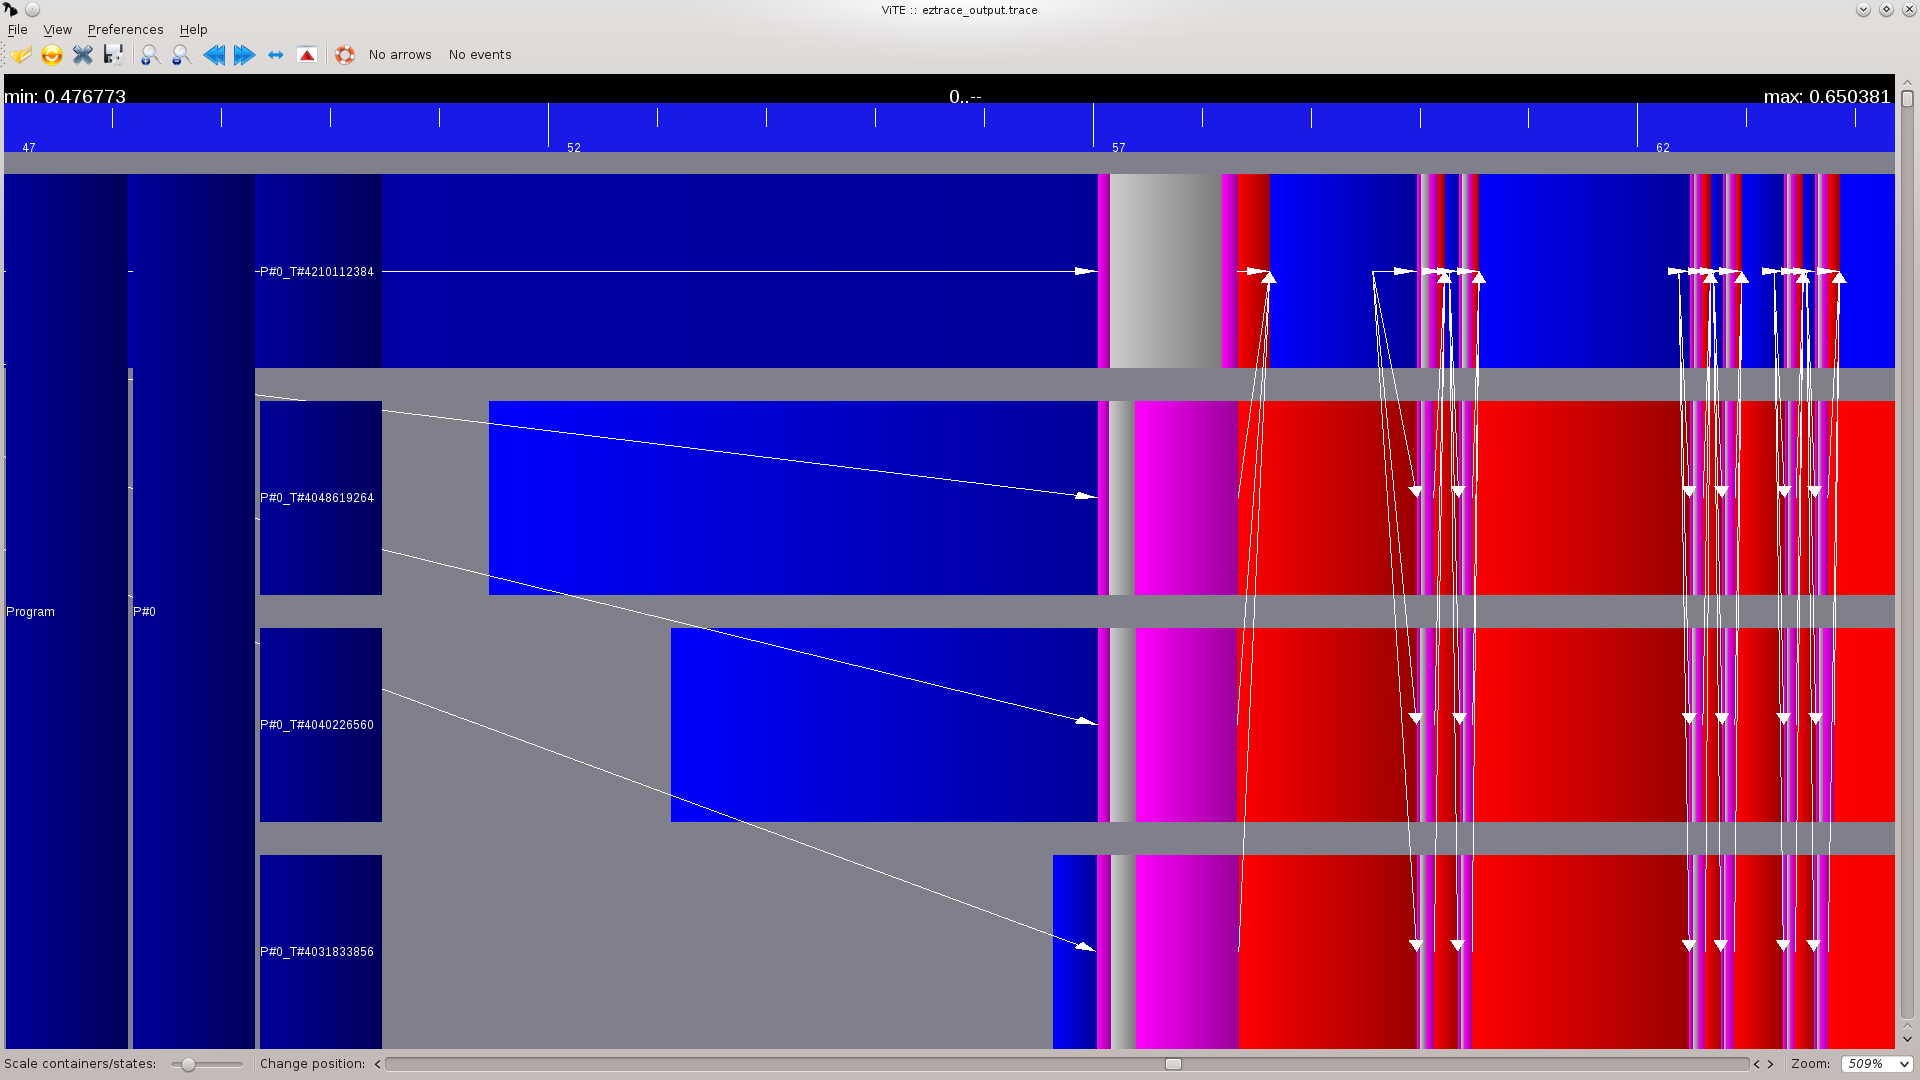 ViTE :: eztrace_output.trace
File View Preferences Help
No arrows No events
min: 0.476773 0..-- max: 0.650381
47 52 57 62
P#0_T#4210112384
P#0_T#4048619264
Program P#0
P#0_T#4040226560
P#0_T#4031833856
Scale containers/states: Change position: < < > Zoom: 509%